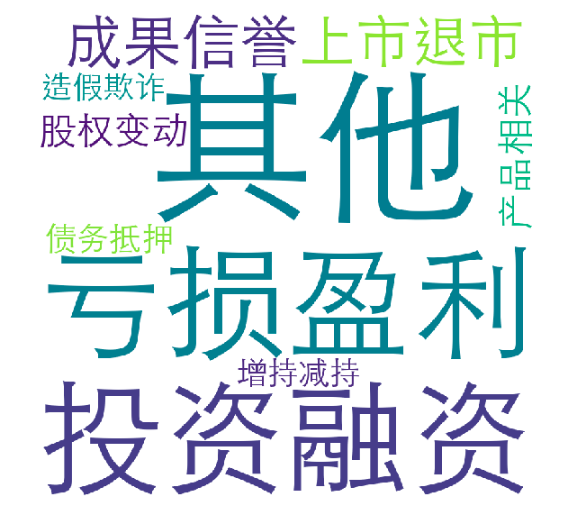 成果信誉
上市退市
造假欺诈
其他
股权变动
产品相关
债务抵押
亏损盈利
增持减持
投资融资